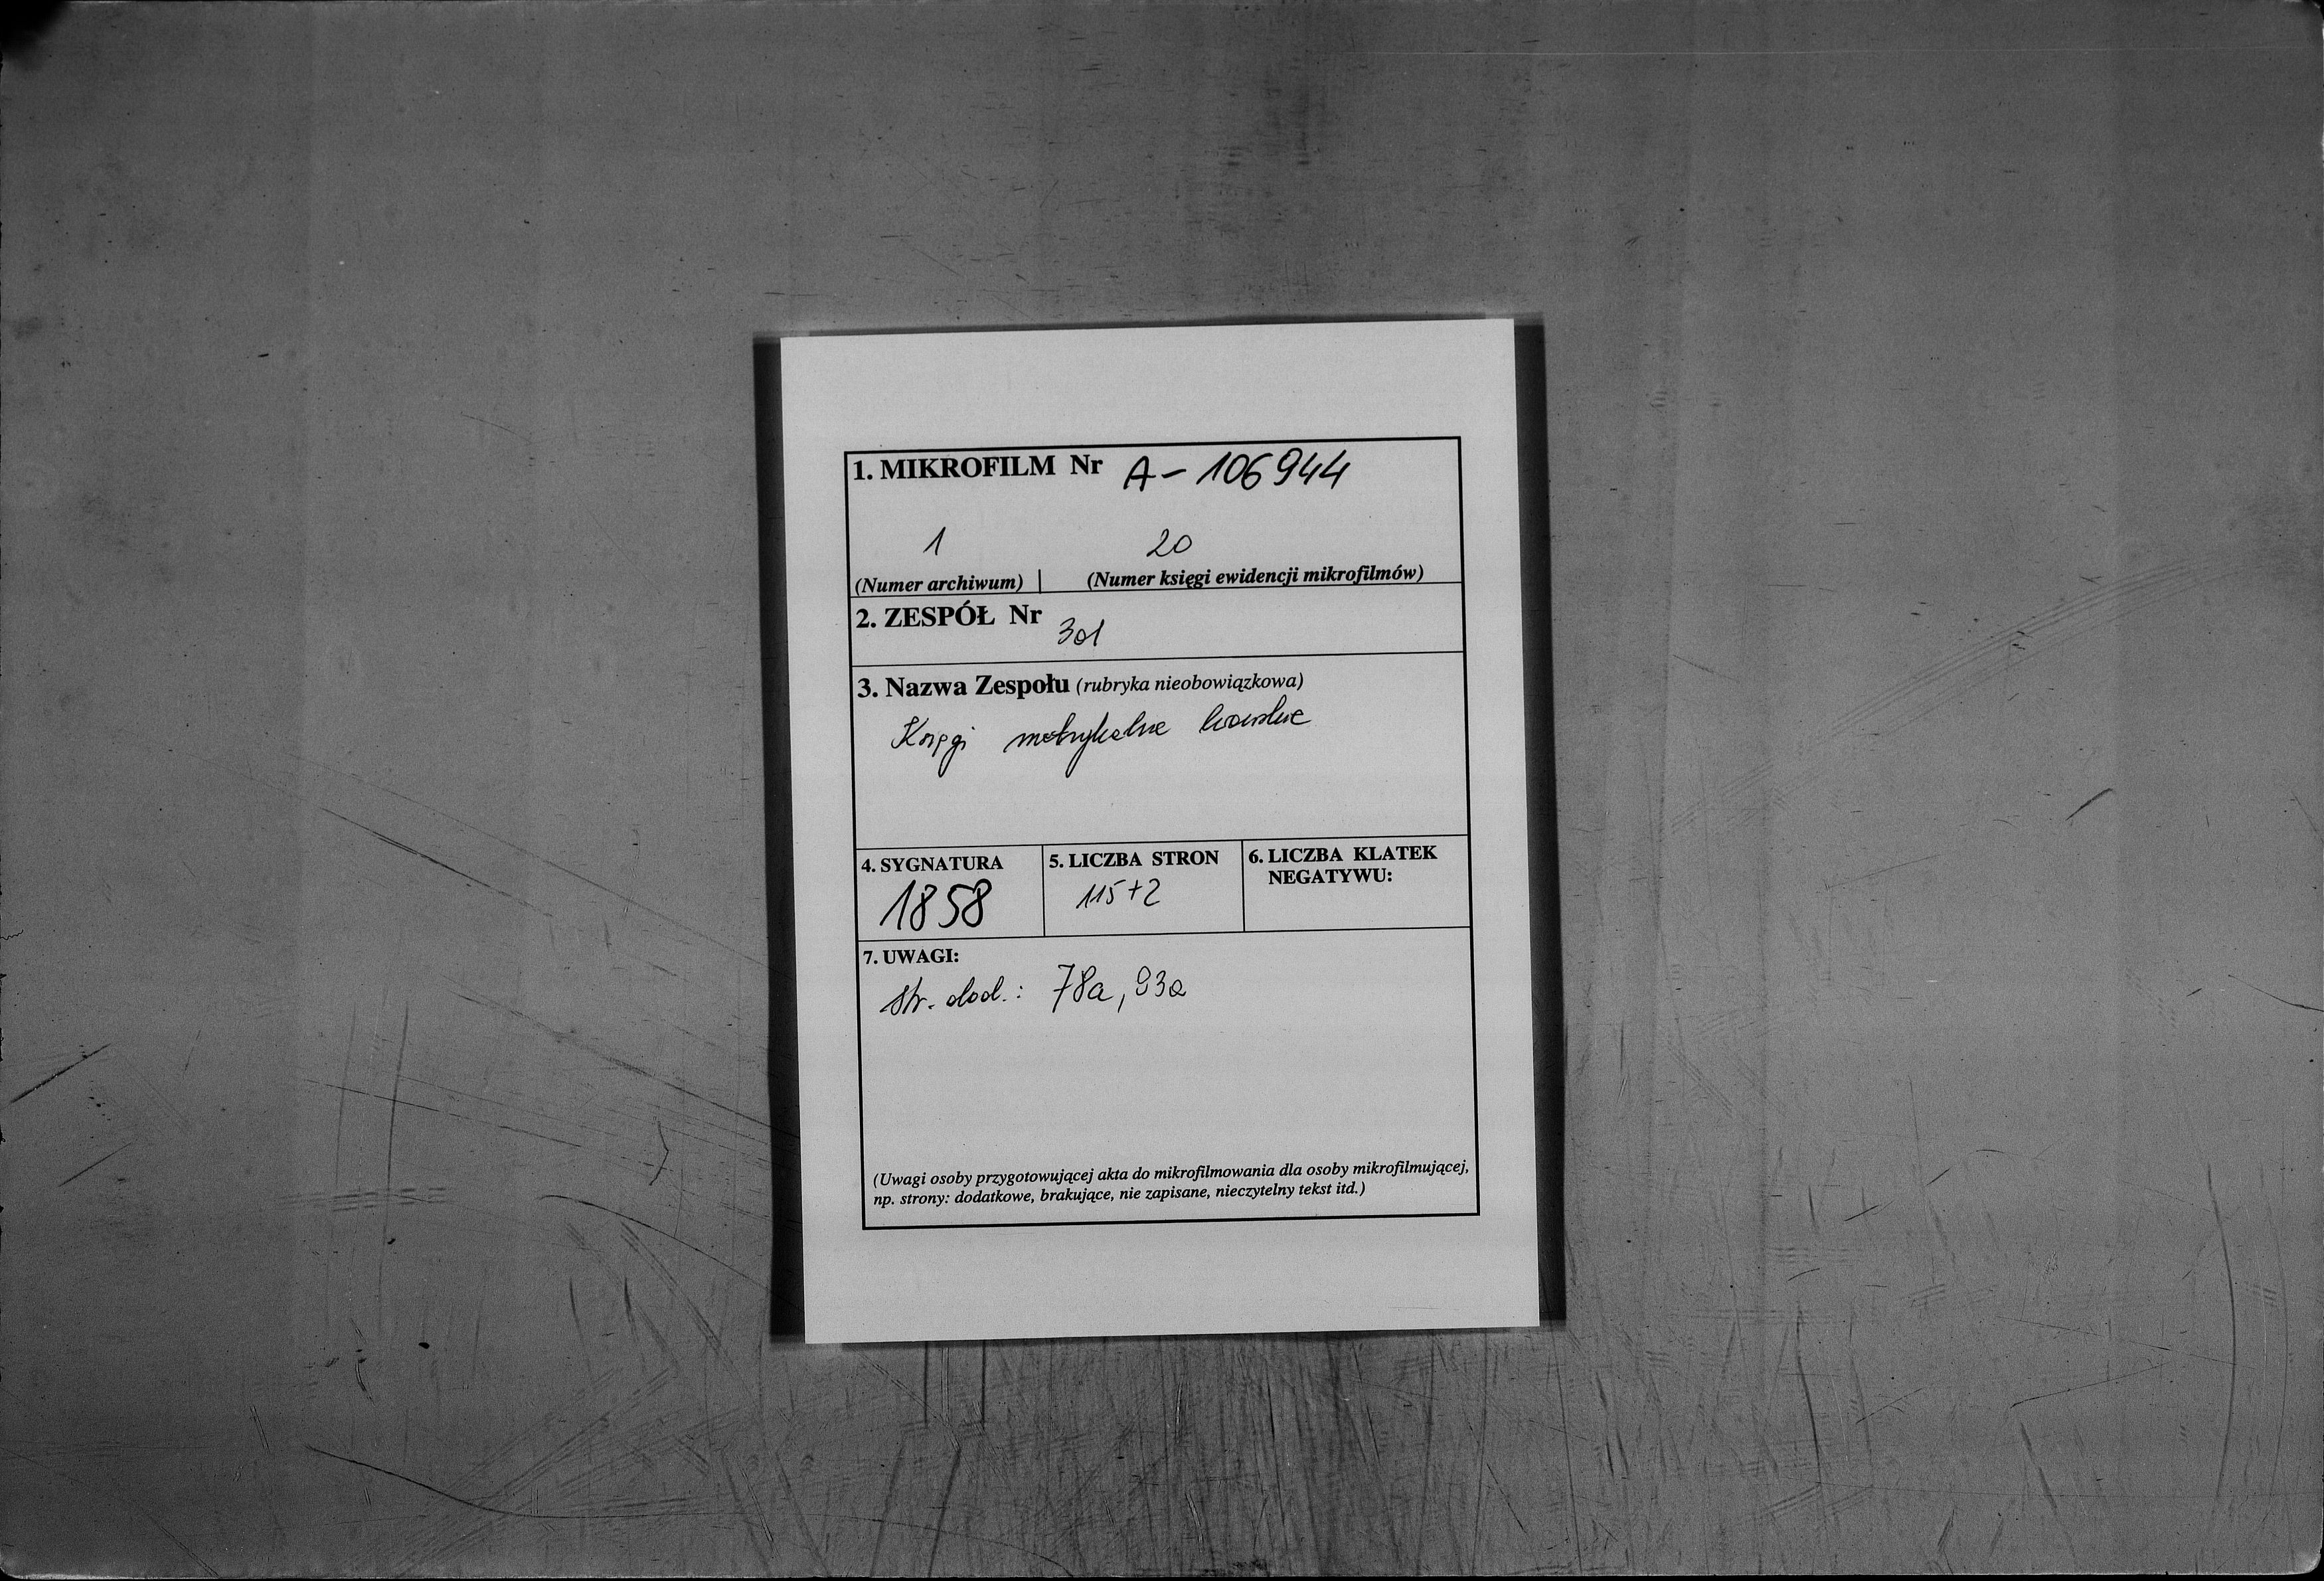 1. MIKROFILM Nr A-106944
1 20
(Numer archiwum) | (Numer księgi ewidencji mikrofilmów)
2. ZESPÓŁ Nr 301
3. Nazwa Zespołu (rubryka nieobowiązkowa)
Księgi metrykalne
4. SYGNATURA 5. LICZBA STRON 6. LICZBA KLATEK
NEGATYWU:
1858 115+2
7. UWAGI:
str. dod.: 78a, 93a
(Uwagi osoby przygotowującej akta do mikrofilmowania dla osoby mikrofilmującej,
np. strony: dodatkowe, brakujące, nie zapisane, nieczytelny tekst itd.)